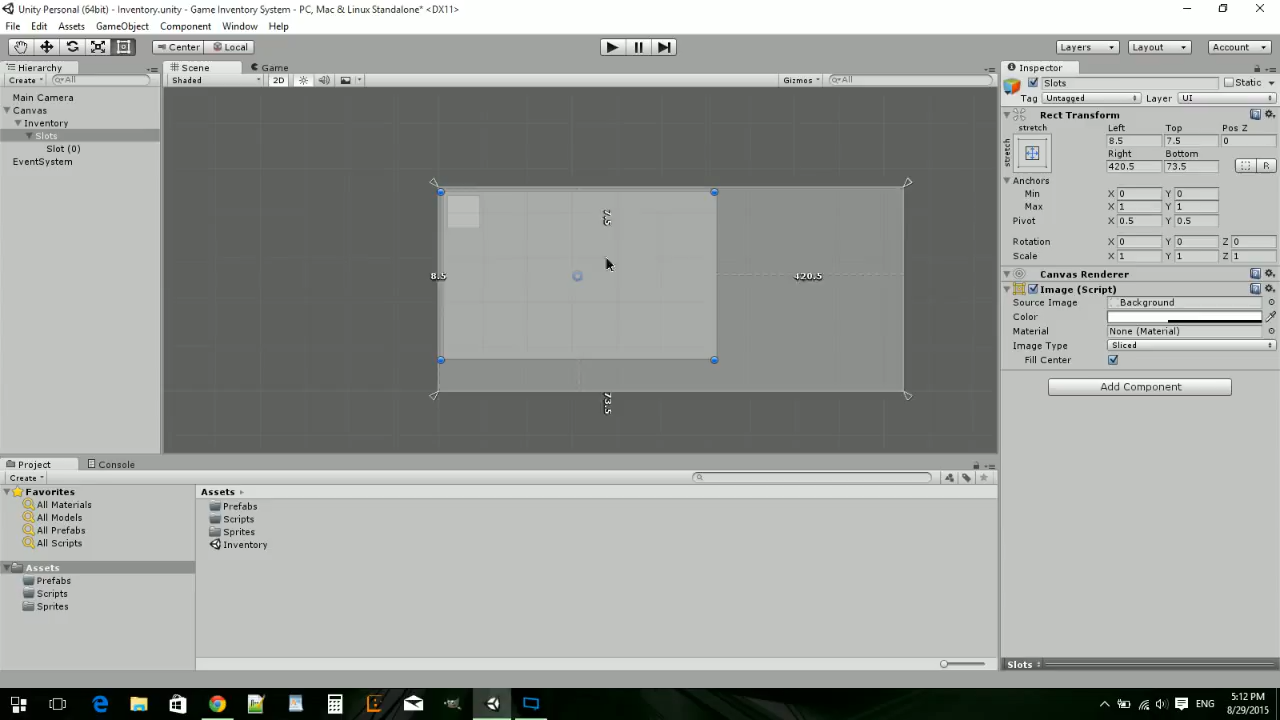 Unity Personal (64bit) - Inventory.unity - Game Inventory System - PC, Mac & Linux Standalone* <DX11>
File Edit Assets GameObject Component Window Help
Center Local Layers Layout Account
Hierarchy
Create All
Main Camera
Canvas
Inventory
Slots
Slot (0)
EventSystem
Scene Game
Shaded 2D Gizmos All
7.5
8.5
420.5
73.5
Inspector
Slots Static
Tag Untagged Layer UI
Rect Transform
stretch Left Top Pos Z
stretch 8.5 7.5 0
Right Bottom
420.5 73.5 R
Anchors
Min X 0 Y 0
Max X 1 Y 1
Pivot X 0.5 Y 0.5
Rotation X 0 Y 0 Z 0
Scale X 1 Y 1 Z 1
Canvas Renderer
Image (Script)
Source Image Background
Color
Material None (Material)
Image Type Sliced
Fill Center
Add Component
Slots
Project Console
Create
Favorites
All Materials
All Models
All Prefabs
All Scripts
Assets
Prefabs
Scripts
Sprites
Assets
Prefabs
Scripts
Sprites
Inventory
ENG
5:12 PM
8/29/2015